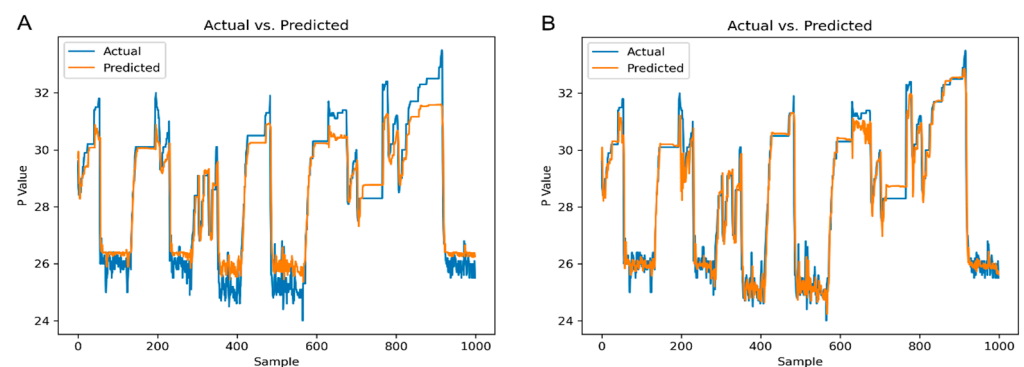 A
Actual vs. Predicted
Actual
Predicted
P Value
32
30
28
26
24
0 200 400 600 800 1000
Sample
B
Actual vs. Predicted
Actual
Predicted
P Value
32
30
28
26
24
0 200 400 600 800 1000
Sample